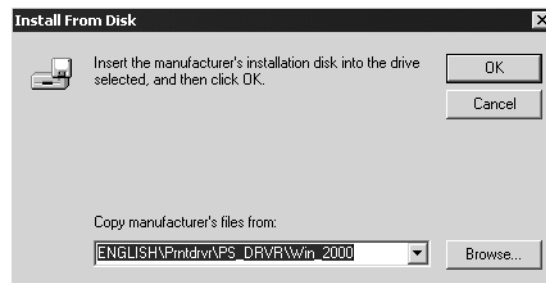 Install From Disk
Insert the manufacturer's installation disk into the drive
selected, and then click OK.
OK
Cancel
Copy manufacturer's files from:
ENGLISH\Prntdrvr\PS_DRVR\Win_2000
Browse...